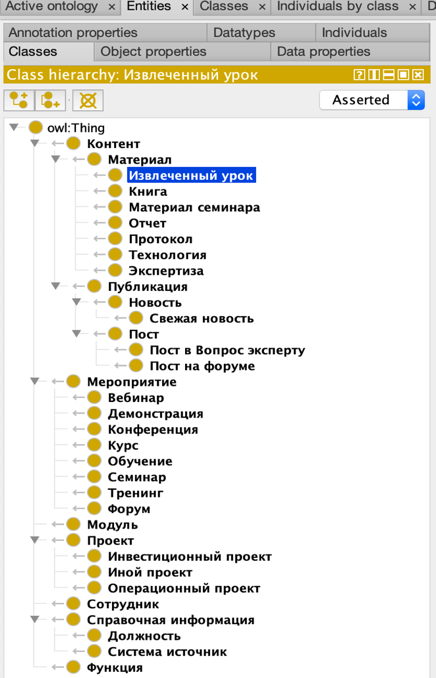 Active ontology × Entities × Classes × Individuals by class × D
Annotation properties Datatypes Individuals
Classes Object properties Data properties
Class hierarchy: Извлеченный урок
Asserted
owl:Thing
Контент
Материал
Извлеченный урок
Книга
Материал семинара
Отчет
Протокол
Технология
Экспертиза
Публикация
Новость
Свежая новость
Пост
Пост в Вопрос эксперту
Пост на форуме
Мероприятие
Вебинар
Демонстрация
Конференция
Курс
Обучение
Семинар
Тренинг
Форум
Модуль
Проект
Инвестиционный проект
Иной проект
Операционный проект
Сотрудник
Справочная информация
Должность
Система источник
Функция